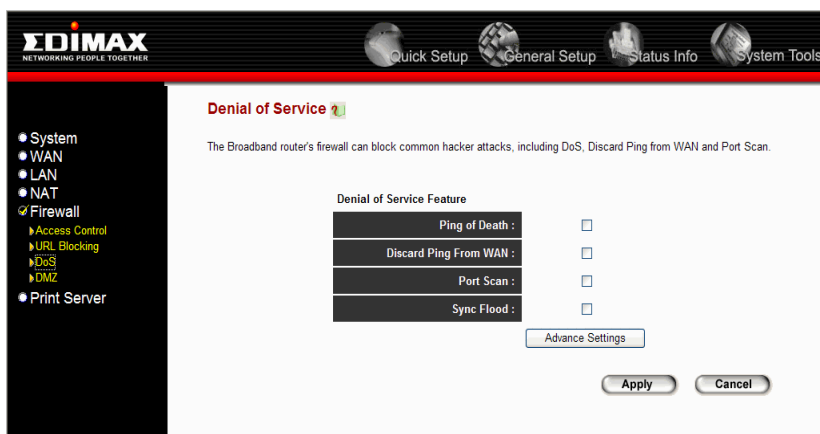 EDIMAX
NETWORKING PEOPLE TOGETHER
Quick Setup
General Setup
Status Info
System Tools
System
WAN
LAN
NAT
Firewall
Access Control
URL Blocking
DoS
DMZ
Print Server
Denial of Service
The Broadband router's firewall can block common hacker attacks, including DoS, Discard Ping from WAN and Port Scan.
Denial of Service Feature
Ping of Death :
Discard Ping From WAN :
Port Scan :
Sync Flood :
Advance Settings
Apply
Cancel